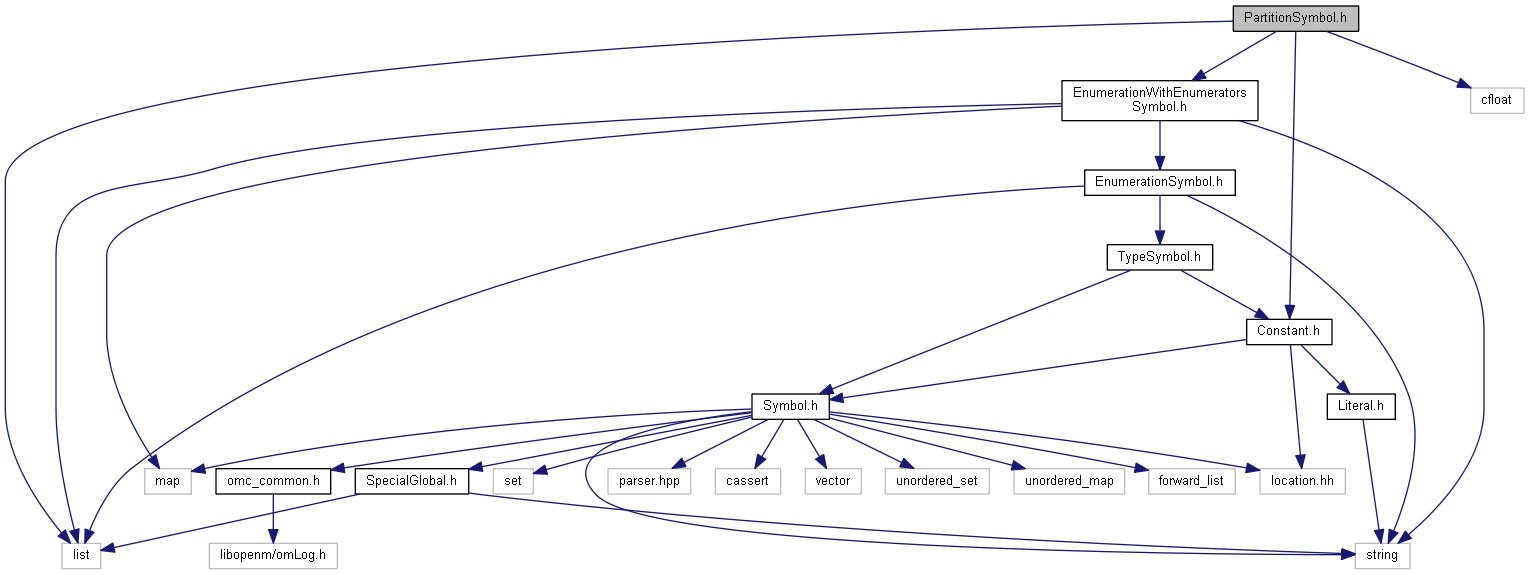 PartitionSymbol.h
EnumerationWithEnumerators
Symbol.h
cfloat
EnumerationSymbol.h
TypeSymbol.h
Constant.h
Symbol.h
Literal.h
map
omc_common.h
SpecialGlobal.h
set
parser.hpp
cassert
vector
unordered_set
unordered_map
forward_list
location.hh
list
libopenm/omLog.h
string